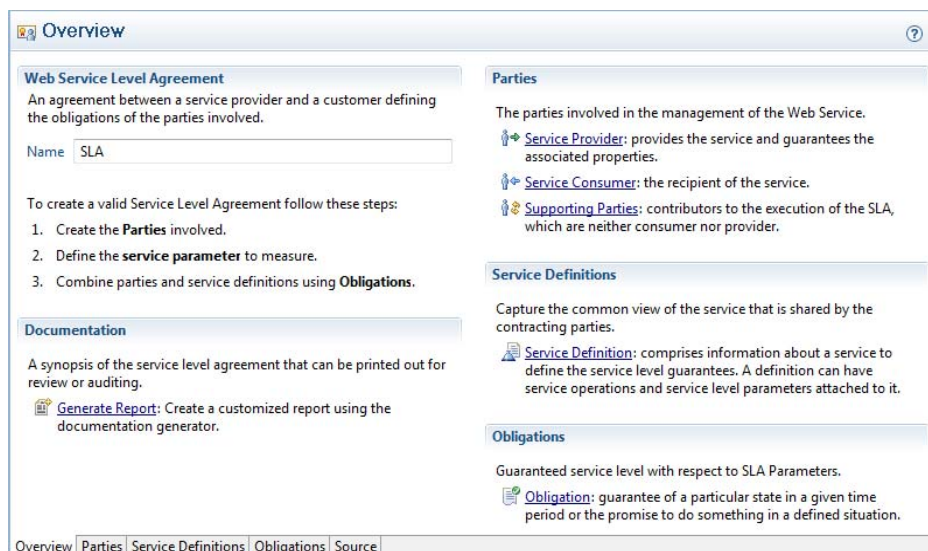 Overview
Web Service Level Agreement
An agreement between a service provider and a customer defining
the obligations of the parties involved.
Name SLA
To create a valid Service Level Agreement follow these steps:
1. Create the Parties involved.
2. Define the service parameter to measure.
3. Combine parties and service definitions using Obligations.
Documentation
A synopsis of the service level agreement that can be printed out for
review or auditing.
Generate Report: Create a customized report using the
documentation generator.
Parties
The parties involved in the management of the Web Service.
Service Provider: provides the service and guarantees the
associated properties.
Service Consumer: the recipient of the service.
Supporting Parties: contributors to the execution of the SLA,
which are neither consumer nor provider.
Service Definitions
Capture the common view of the service that is shared by the
contracting parties.
Service Definition: comprises information about a service to
define the service level guarantees. A definition can have
service operations and service level parameters attached to it.
Obligations
Guaranteed service level with respect to SLA Parameters.
Obligation: guarantee of a particular state in a given time
period or the promise to do something in a defined situation.
Overview Parties Service Definitions Obligations Source